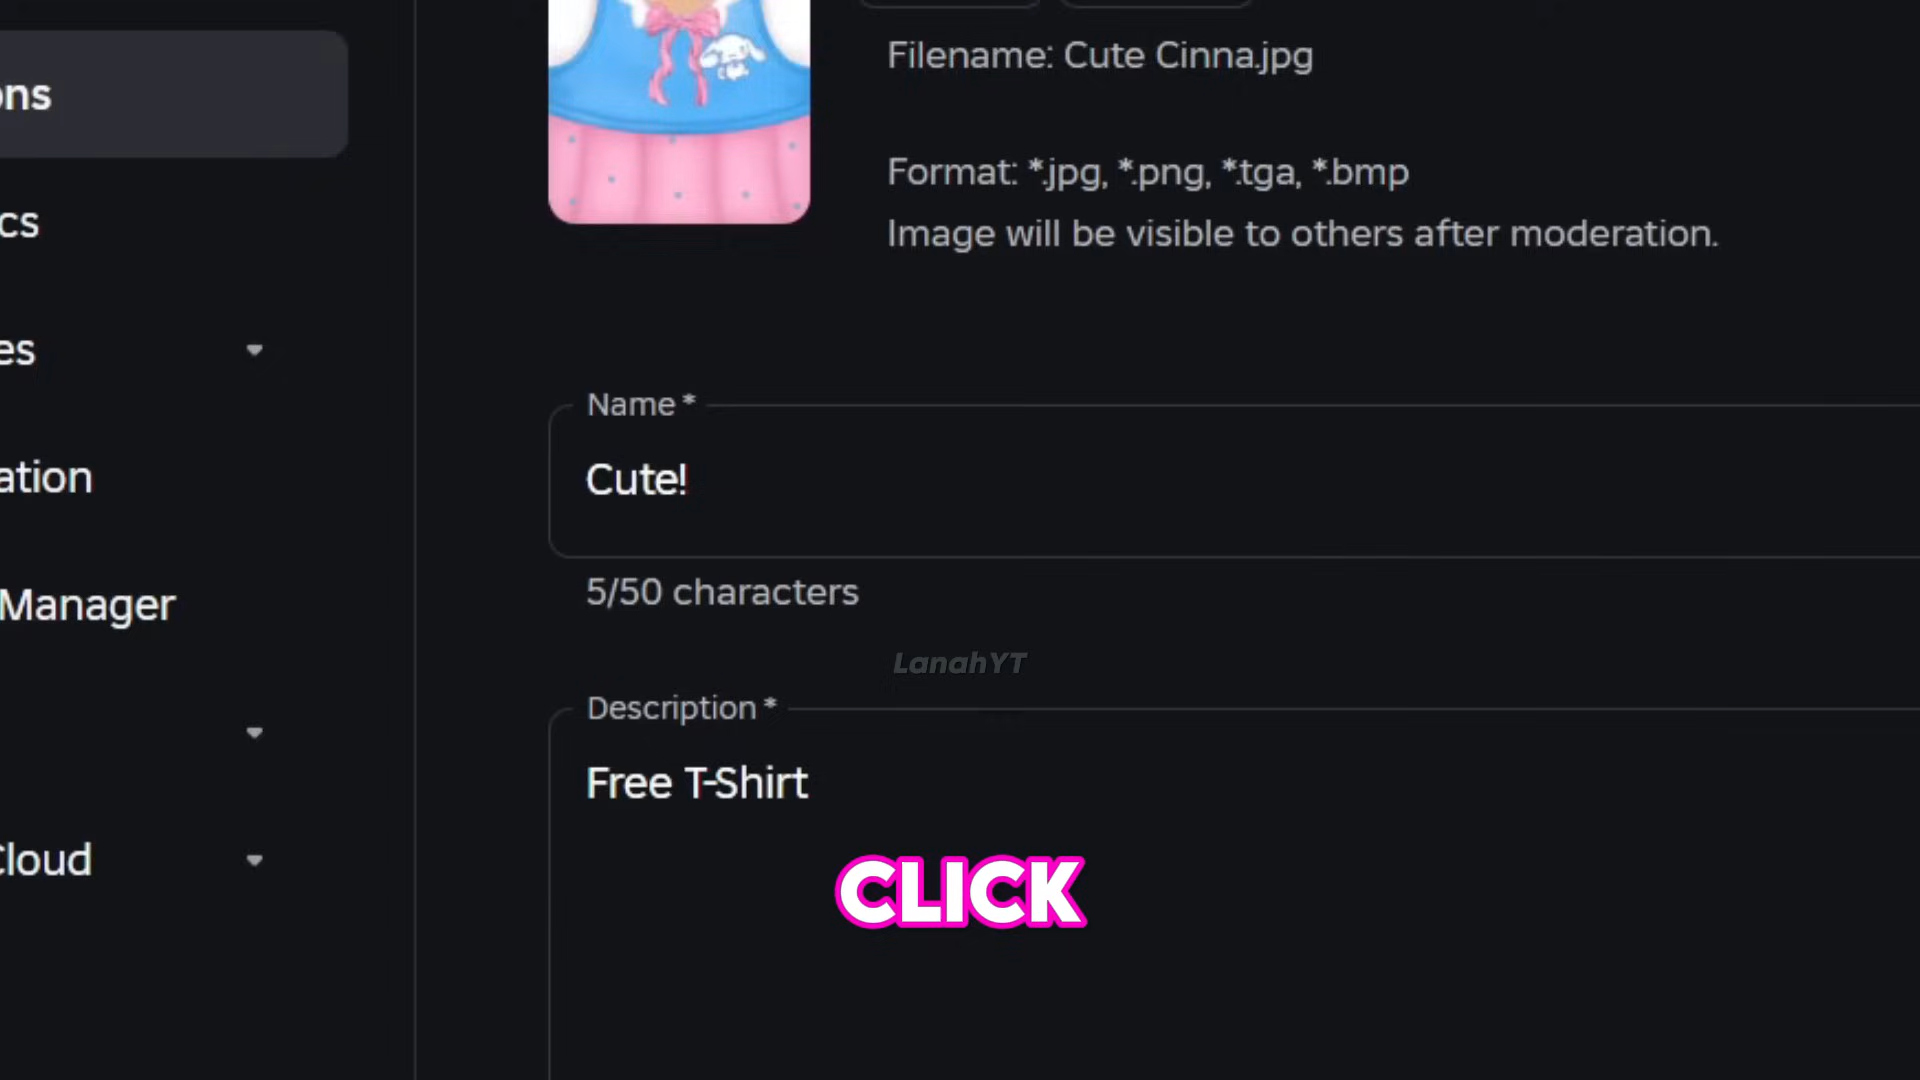 Filename: Cute Cinna.jpg
ons
Format: *.jpg, *.png, *.tga, *.bmp
cs
Image will be visible to others after moderation.
es
Name *
ation
Cute!
5/50 characters
Manager
LanahYT
Description *
Free T-Shirt
Cloud
CLICK